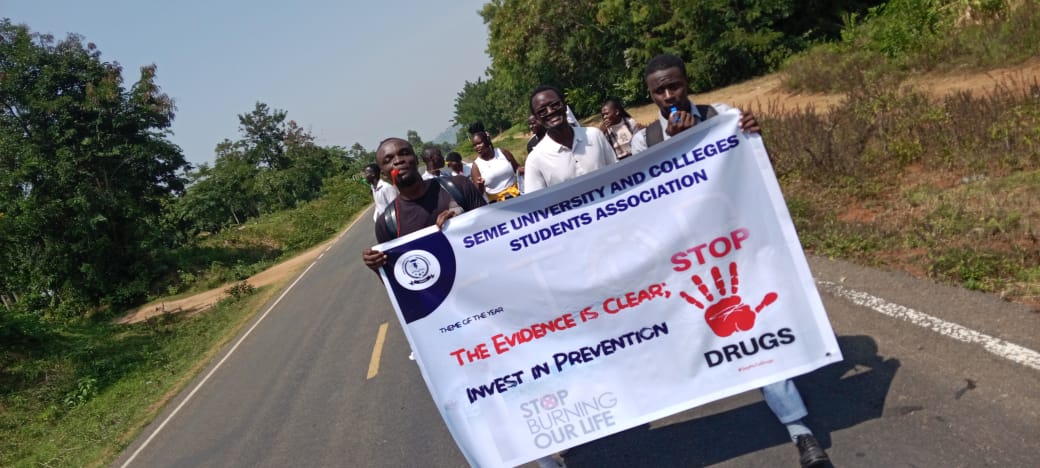 SEME UNIVERSITY AND COLLEGES
STUDENTS ASSOCIATION
THEME OF THE YEAR
THE EVIDENCE IS CLEAR;
INVEST IN PREVENTION
STOP
BURNING
OUR LIFE
STOP
DRUGS